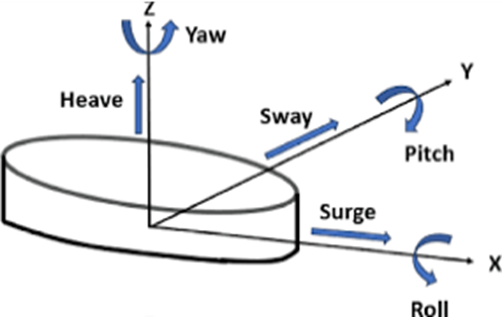 Z
Yaw
Heave
Y
Sway
Pitch
Surge
X
Roll